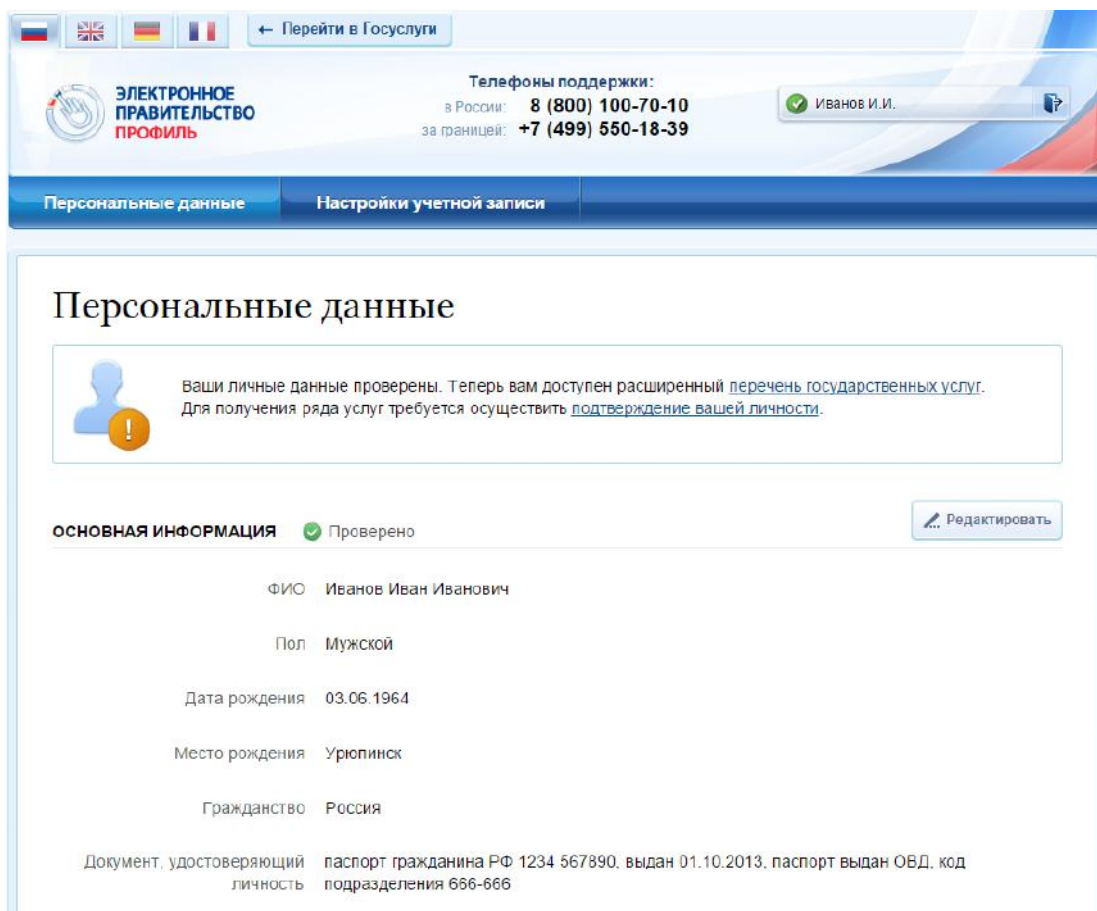 ← Перейти в Госуслуги
ЭЛЕКТРОННОЕ
ПРАВИТЕЛЬСТВО
ПРОФИЛЬ
Телефоны поддержки:
в России: 8 (800) 100-70-10
за границей: +7 (499) 550-18-39
Иванов И.И.
Персональные данные
Настройки учетной записи
Персональные данные
Ваши личные данные проверены. Теперь вам доступен расширенный перечень государственных услуг.
Для получения ряда услуг требуется осуществить подтверждение вашей личности.
ОСНОВНАЯ ИНФОРМАЦИЯ Проверено
Редактировать
ФИО Иванов Иван Иванович
Пол Мужской
Дата рождения 03.06.1964
Место рождения Урюпинск
Гражданство Россия
Документ, удостоверяющий паспорт гражданина РФ 1234 567890, выдан 01.10.2013, паспорт выдан ОВД, код
личность подразделения 666-666